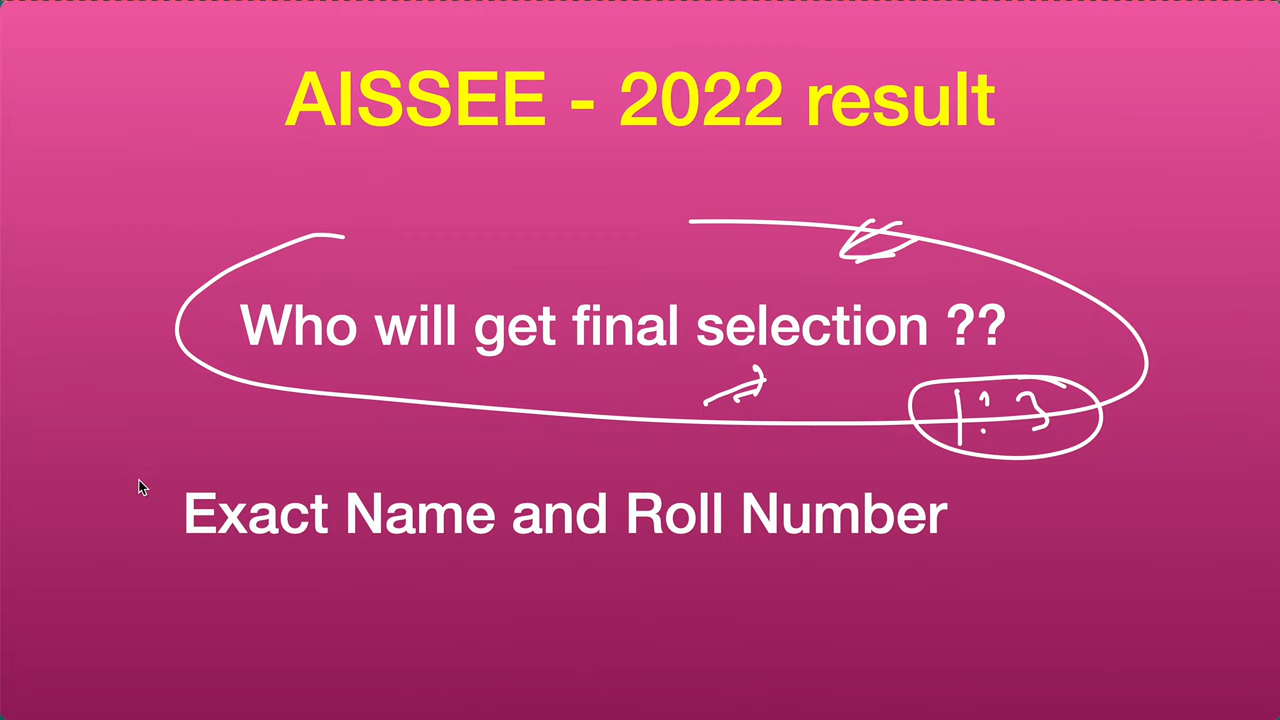 AISSEE - 2022 result
Who will get final selection ??
1:3
Exact Name and Roll Number